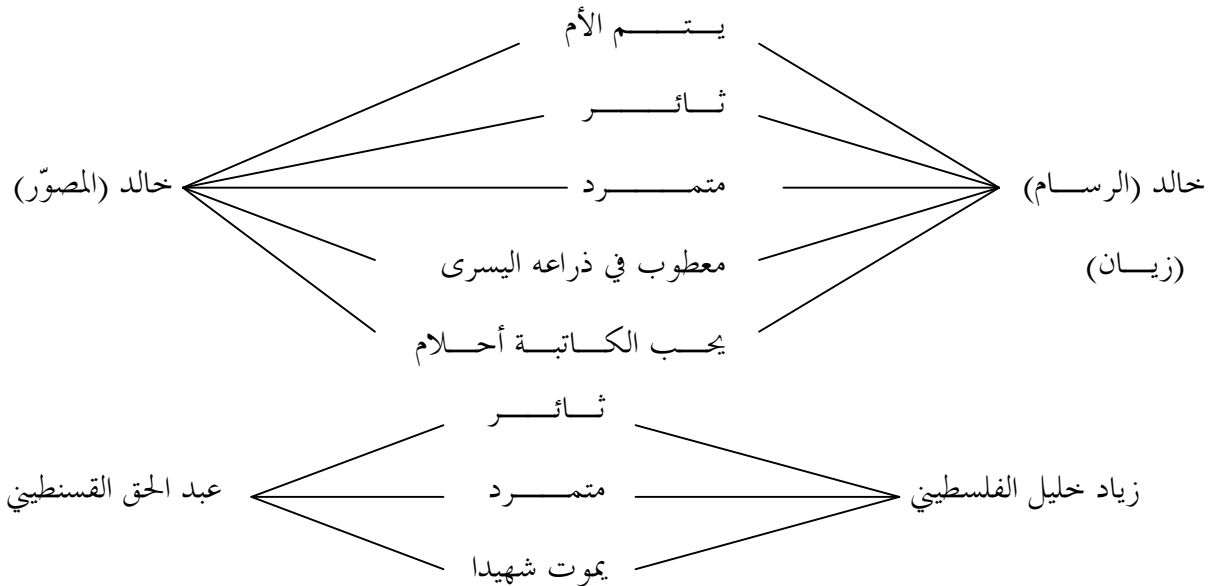 يتم الأم
ثائر
خالد (الرسام) متمرد خالد (المصوّر)
(زيان) معطوب في ذراعه اليسرى
يحب الكاتبة أحلام
ثائر
زياد خليل الفلسطيني متمرد عبد الحق القسنطيني
يموت شهيدا